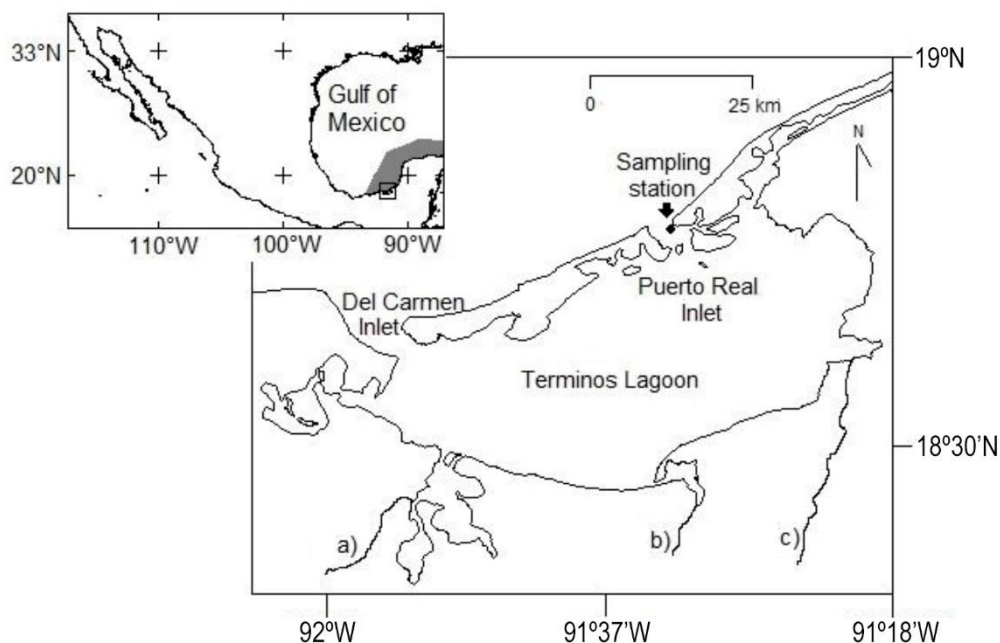 33°N
20°N
110°W
100°W
90°W
Gulf of
Mexico
19ºN
0
25 km
N
Sampling
station
Puerto Real
Inlet
Del Carmen
Inlet
Terminos Lagoon
18º30'N
a)
b)
c)
92ºW
91º37'W
91º18'W